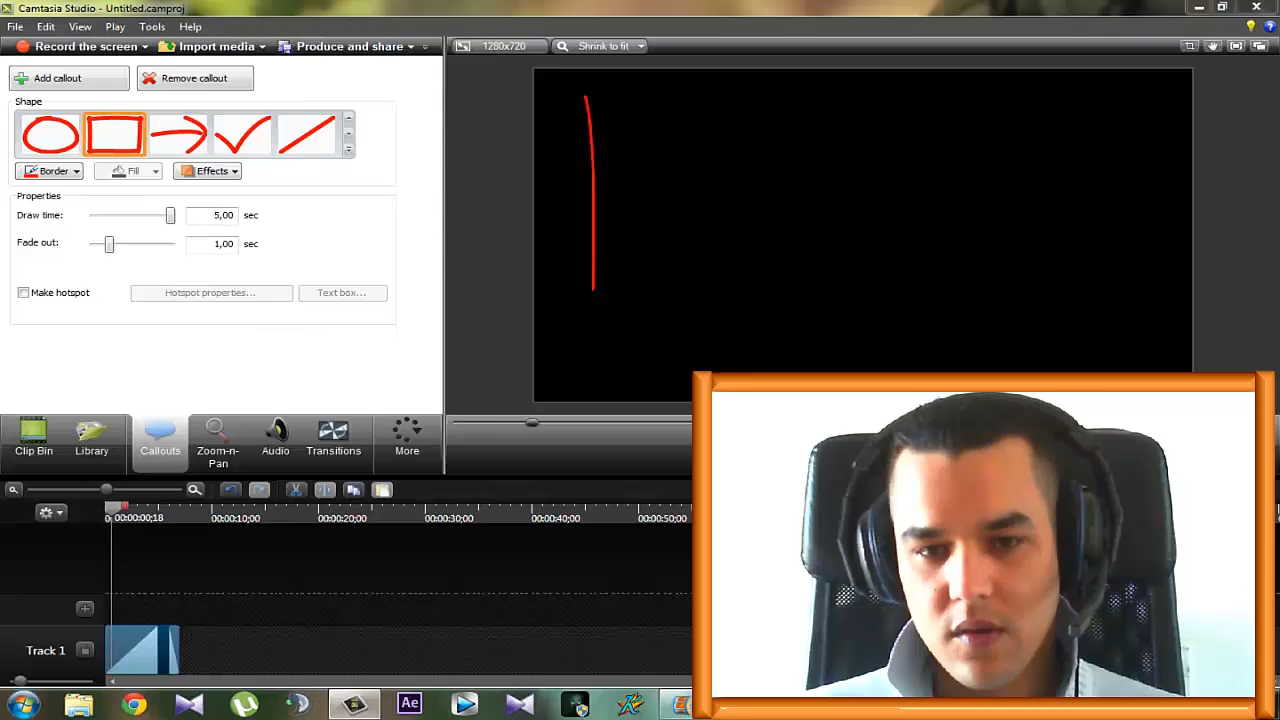 Camtasia Studio - Untitled.camproj
File Edit View Play Tools Help
Record the screen Import media Produce and share 1280x720 Shrink to fit
Add callout Remove callout
Shape
Border Fill Effects
Properties
Draw time: 5,00 sec
Fade out: 1,00 sec
Make hotspot Hotspot properties... Text box...
Clip Bin Library Callouts Zoom-n-Pan Audio Transitions More
0: 00:00:00;18 00:00:10;00 00:00:20;00 00:00:30;00 00:00:40;00 00:00:50;00
Track 1
Ae